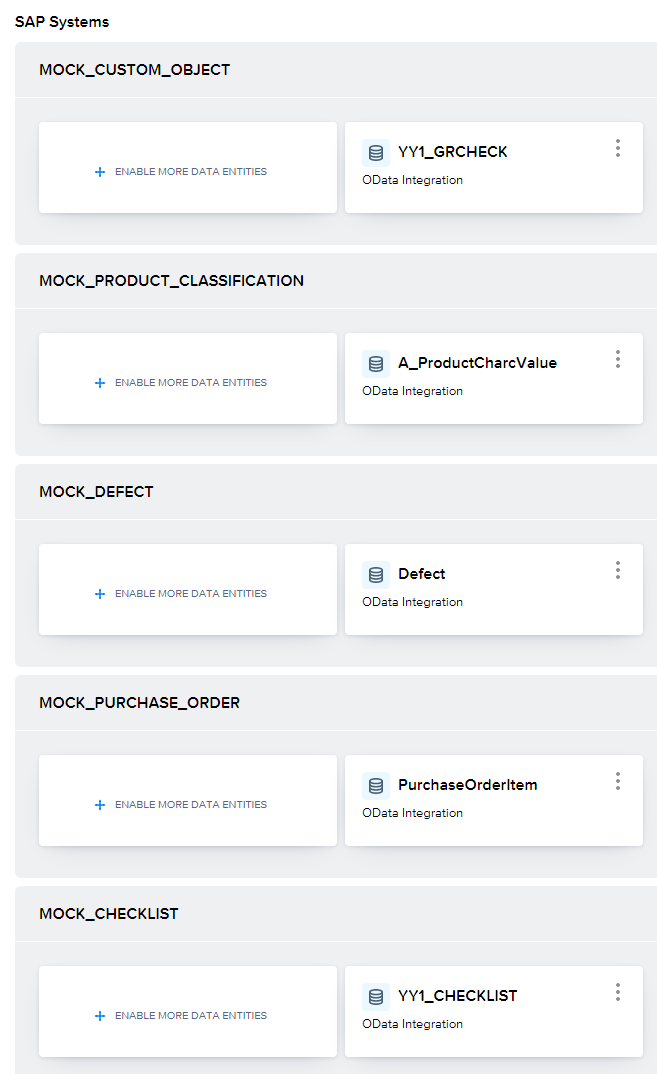 SAP Systems
MOCK_CUSTOM_OBJECT
+ ENABLE MORE DATA ENTITIES
YY1_GRCHECK
OData Integration
MOCK_PRODUCT_CLASSIFICATION
+ ENABLE MORE DATA ENTITIES
A_ProductCharcValue
OData Integration
MOCK_DEFECT
+ ENABLE MORE DATA ENTITIES
Defect
OData Integration
MOCK_PURCHASE_ORDER
+ ENABLE MORE DATA ENTITIES
PurchaseOrderItem
OData Integration
MOCK_CHECKLIST
+ ENABLE MORE DATA ENTITIES
YY1_CHECKLIST
OData Integration